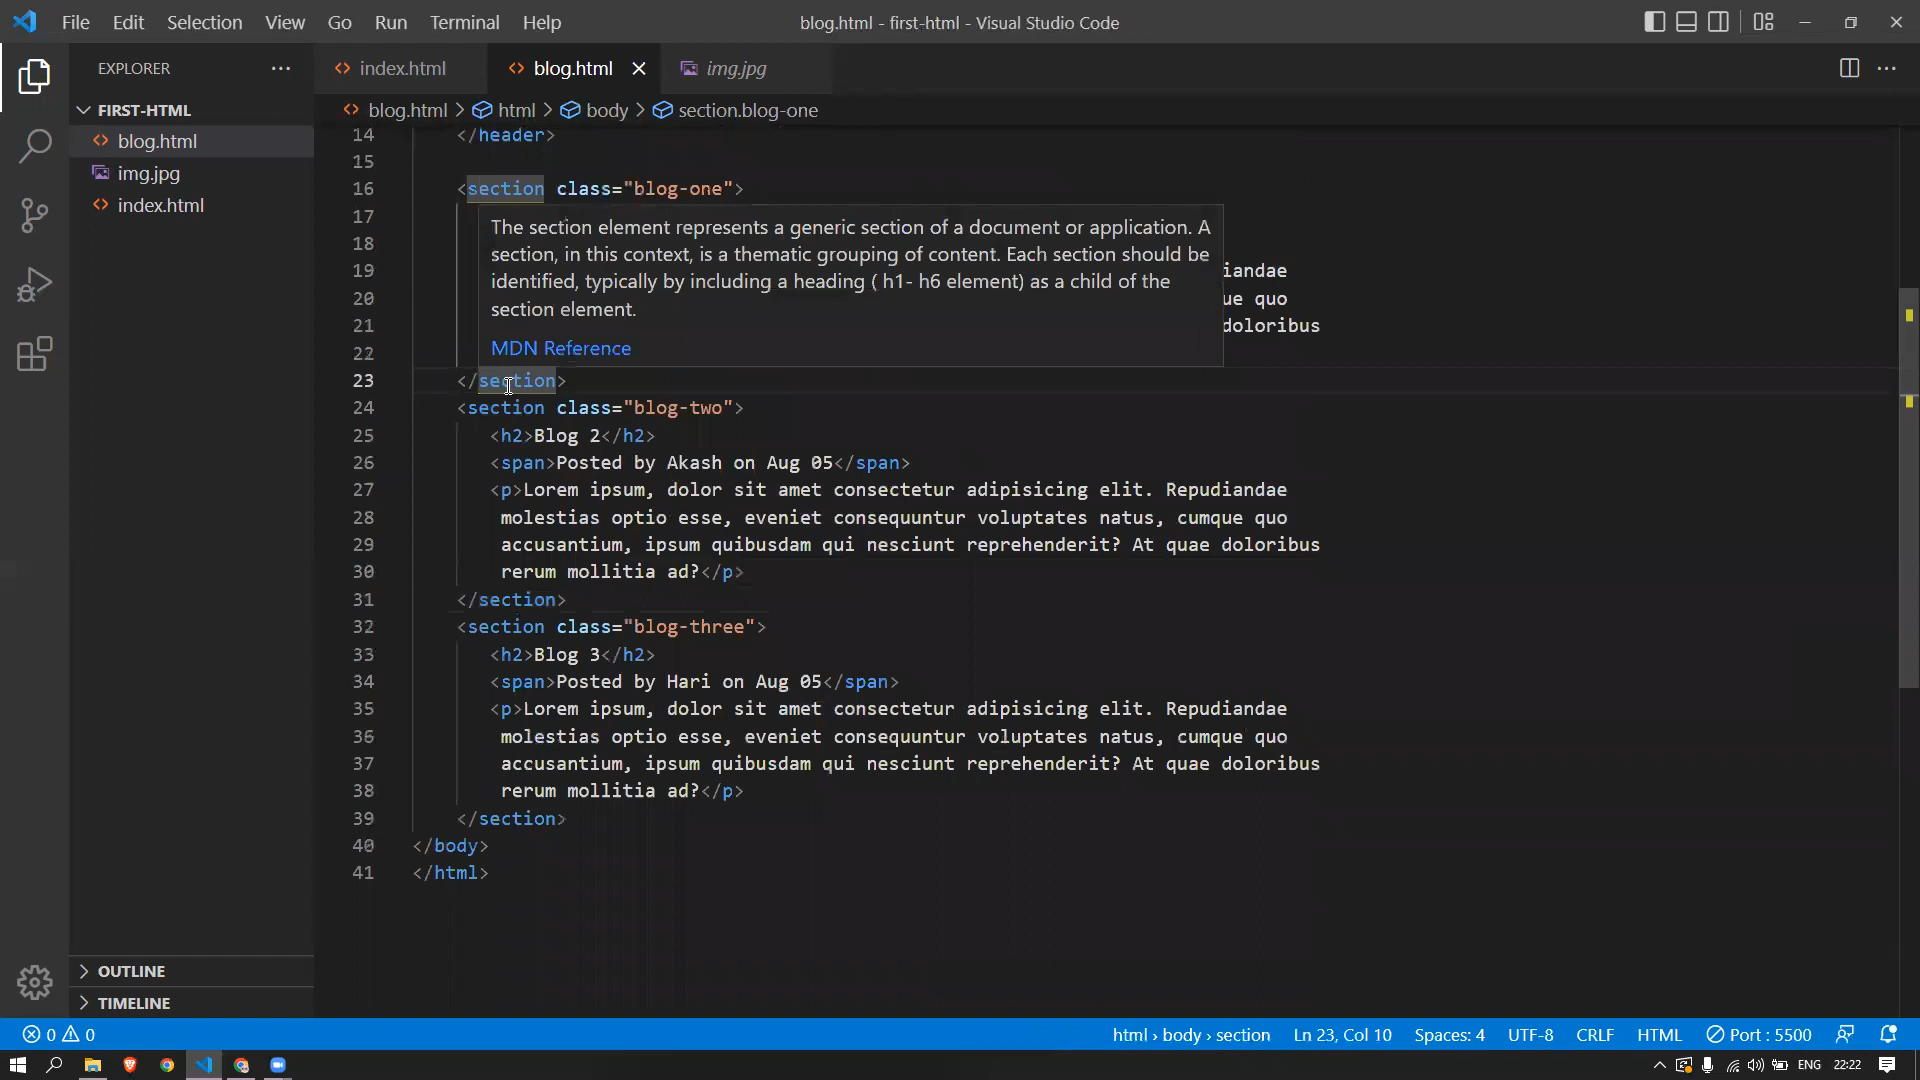 File Edit Selection View Go Run Terminal Help
blog.html - first-html - Visual Studio Code
EXPLORER
index.html
blog.html
img.jpg
FIRST-HTML
blog.html
img.jpg
index.html
OUTLINE
TIMELINE
blog.html > html > body > section.blog-one
14 </header>
15
16 <section class="blog-one">
17
The section element represents a generic section of a document or application. A
18
section, in this context, is a thematic grouping of content. Each section should be
19 iandae
identified, typically by including a heading ( h1- h6 element) as a child of the
20 ue quo
section element.
21 doloribus
MDN Reference
22
23 </section>
24 <section class="blog-two">
25 <h2>Blog 2</h2>
26 <span>Posted by Akash on Aug 05</span>
27 <p>Lorem ipsum, dolor sit amet consectetur adipisicing elit. Repudiandae
28 molestias optio esse, eveniet consequuntur voluptates natus, cumque quo
29 accusantium, ipsum quibusdam qui nesciunt reprehenderit? At quae doloribus
30 rerum mollitia ad?</p>
31 </section>
32 <section class="blog-three">
33 <h2>Blog 3</h2>
34 <span>Posted by Hari on Aug 05</span>
35 <p>Lorem ipsum, dolor sit amet consectetur adipisicing elit. Repudiandae
36 molestias optio esse, eveniet consequuntur voluptates natus, cumque quo
37 accusantium, ipsum quibusdam qui nesciunt reprehenderit? At quae doloribus
38 rerum mollitia ad?</p>
39 </section>
40 </body>
41 </html>
0 0
html › body › section
Ln 23, Col 10
Spaces: 4
UTF-8
CRLF
HTML
Port : 5500
ENG
22:22